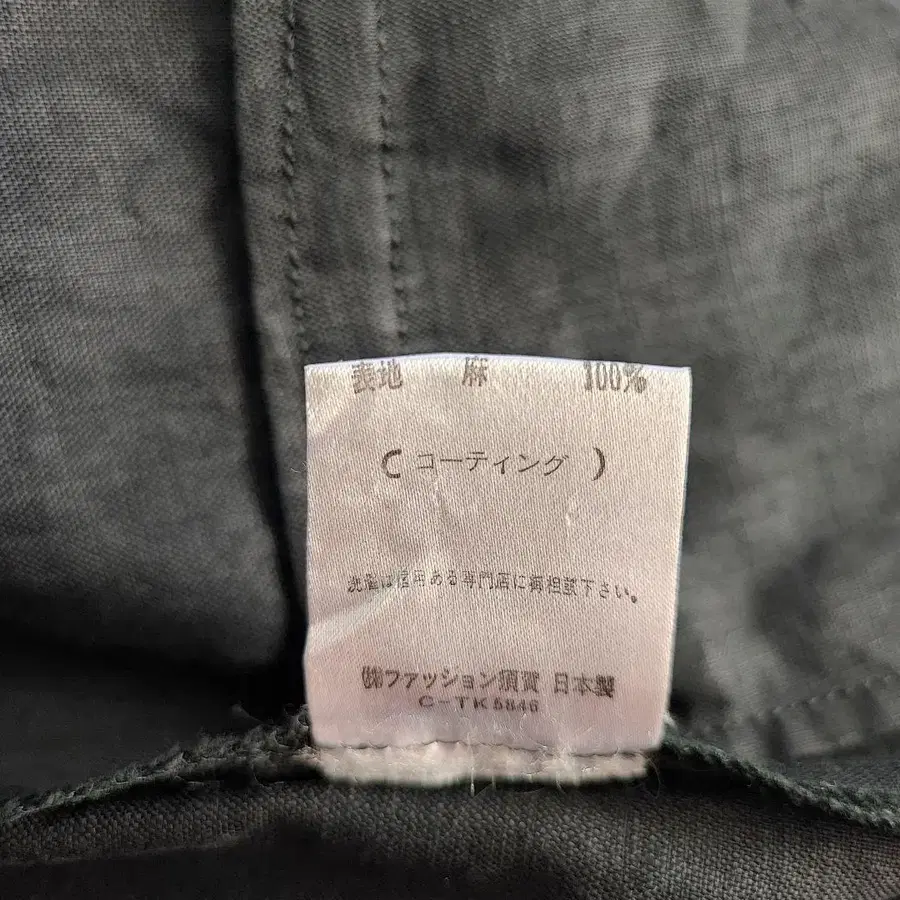 表地 麻 100%
( コーティング )
洗濯は信用ある専門店に御相談下さい。
㈱ファッション須賀 日本製
C-TK5846